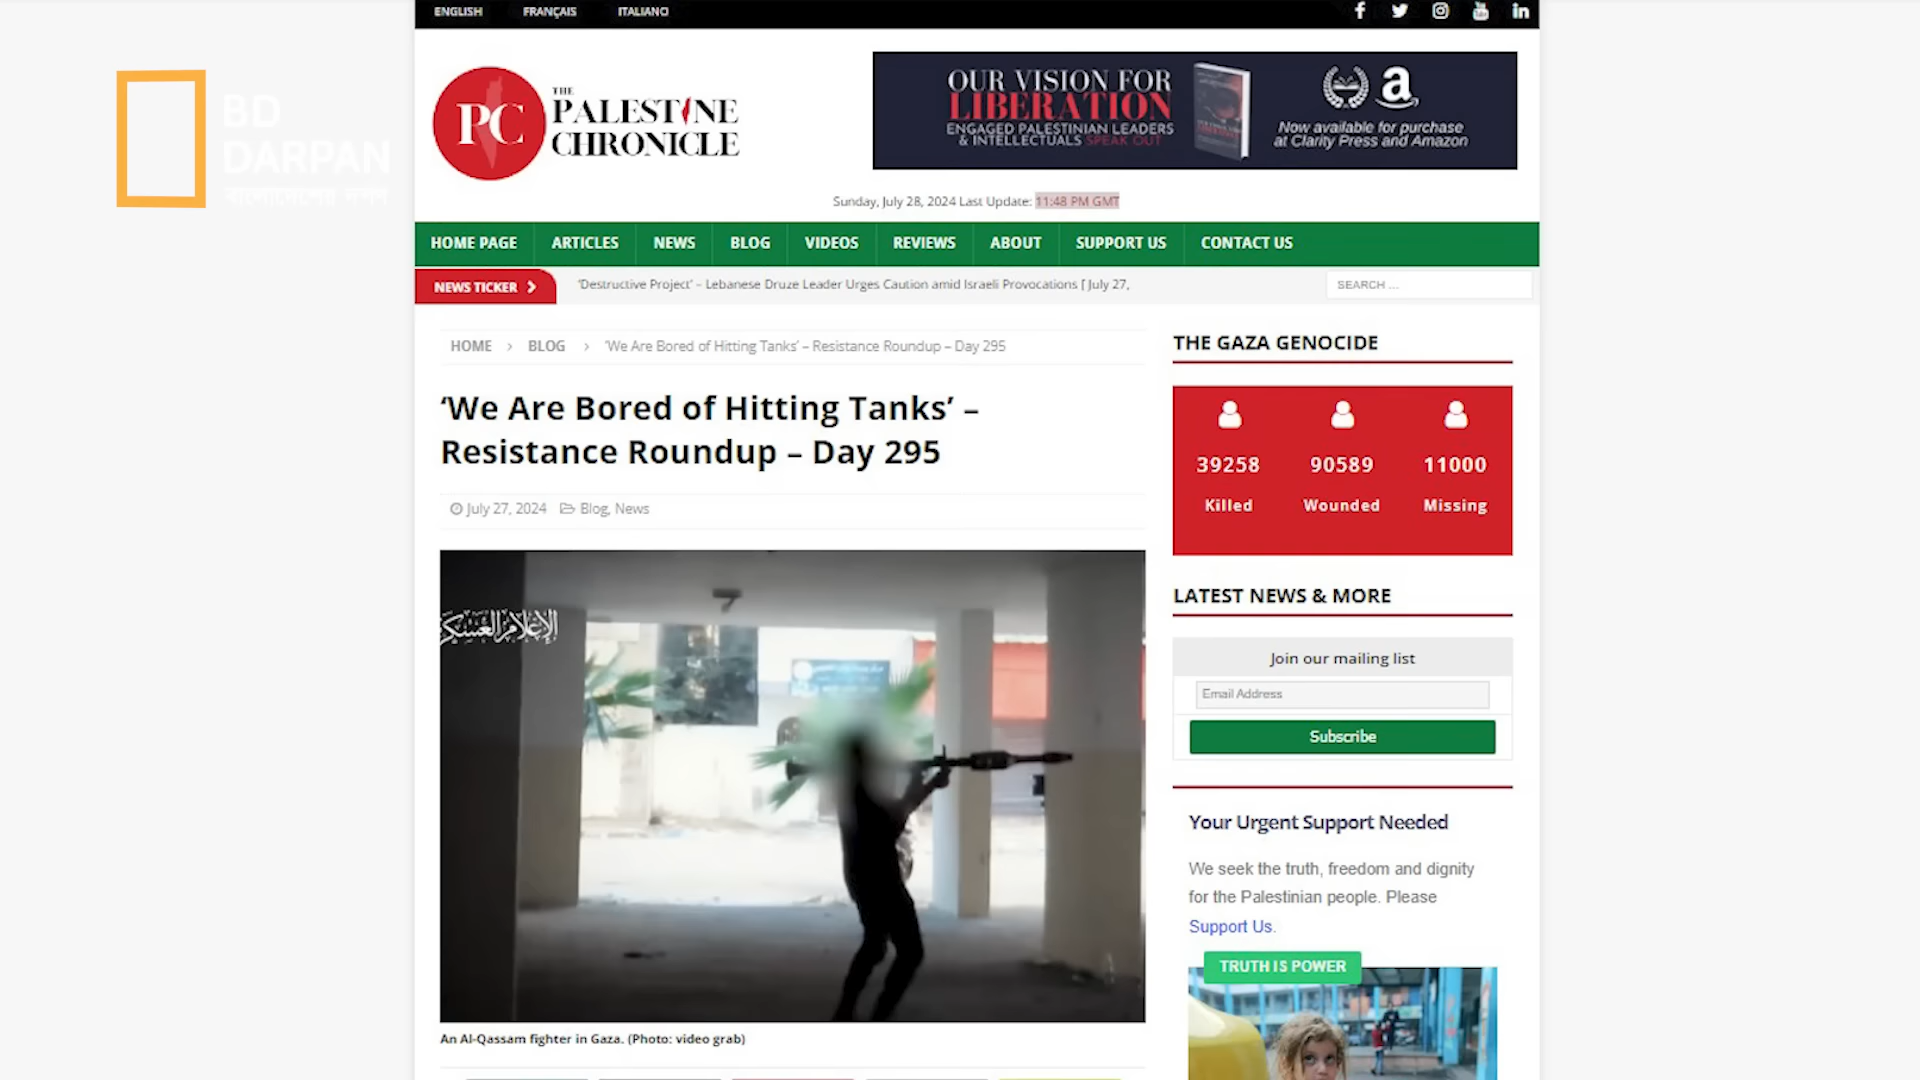 ENGLISH FRANÇAIS ITALIANO
BD
DARPAN
বাংলাদেশের দর্পন
PC
THE
PALESTINE
CHRONICLE
OUR VISION FOR
LIBERATION
ENGAGED PALESTINIAN LEADERS
& INTELLECTUALS SPEAK OUT
Now available for purchase
at Clarity Press and Amazon
Sunday, July 28, 2024 Last Update: 11:48 PM GMT
HOME PAGE ARTICLES NEWS BLOG VIDEOS REVIEWS ABOUT SUPPORT US CONTACT US
NEWS TICKER
'Destructive Project' – Lebanese Druze Leader Urges Caution amid Israeli Provocations [ July 27,
SEARCH ...
HOME › BLOG › 'We Are Bored of Hitting Tanks' – Resistance Roundup – Day 295
'We Are Bored of Hitting Tanks' –
Resistance Roundup – Day 295
July 27, 2024 Blog, News
الإعلام العسكر
An Al-Qassam fighter in Gaza. (Photo: video grab)
THE GAZA GENOCIDE
39258 90589 11000
Killed Wounded Missing
LATEST NEWS & MORE
Join our mailing list
Email Address
Subscribe
Your Urgent Support Needed
We seek the truth, freedom and dignity
for the Palestinian people. Please
Support Us.
TRUTH IS POWER